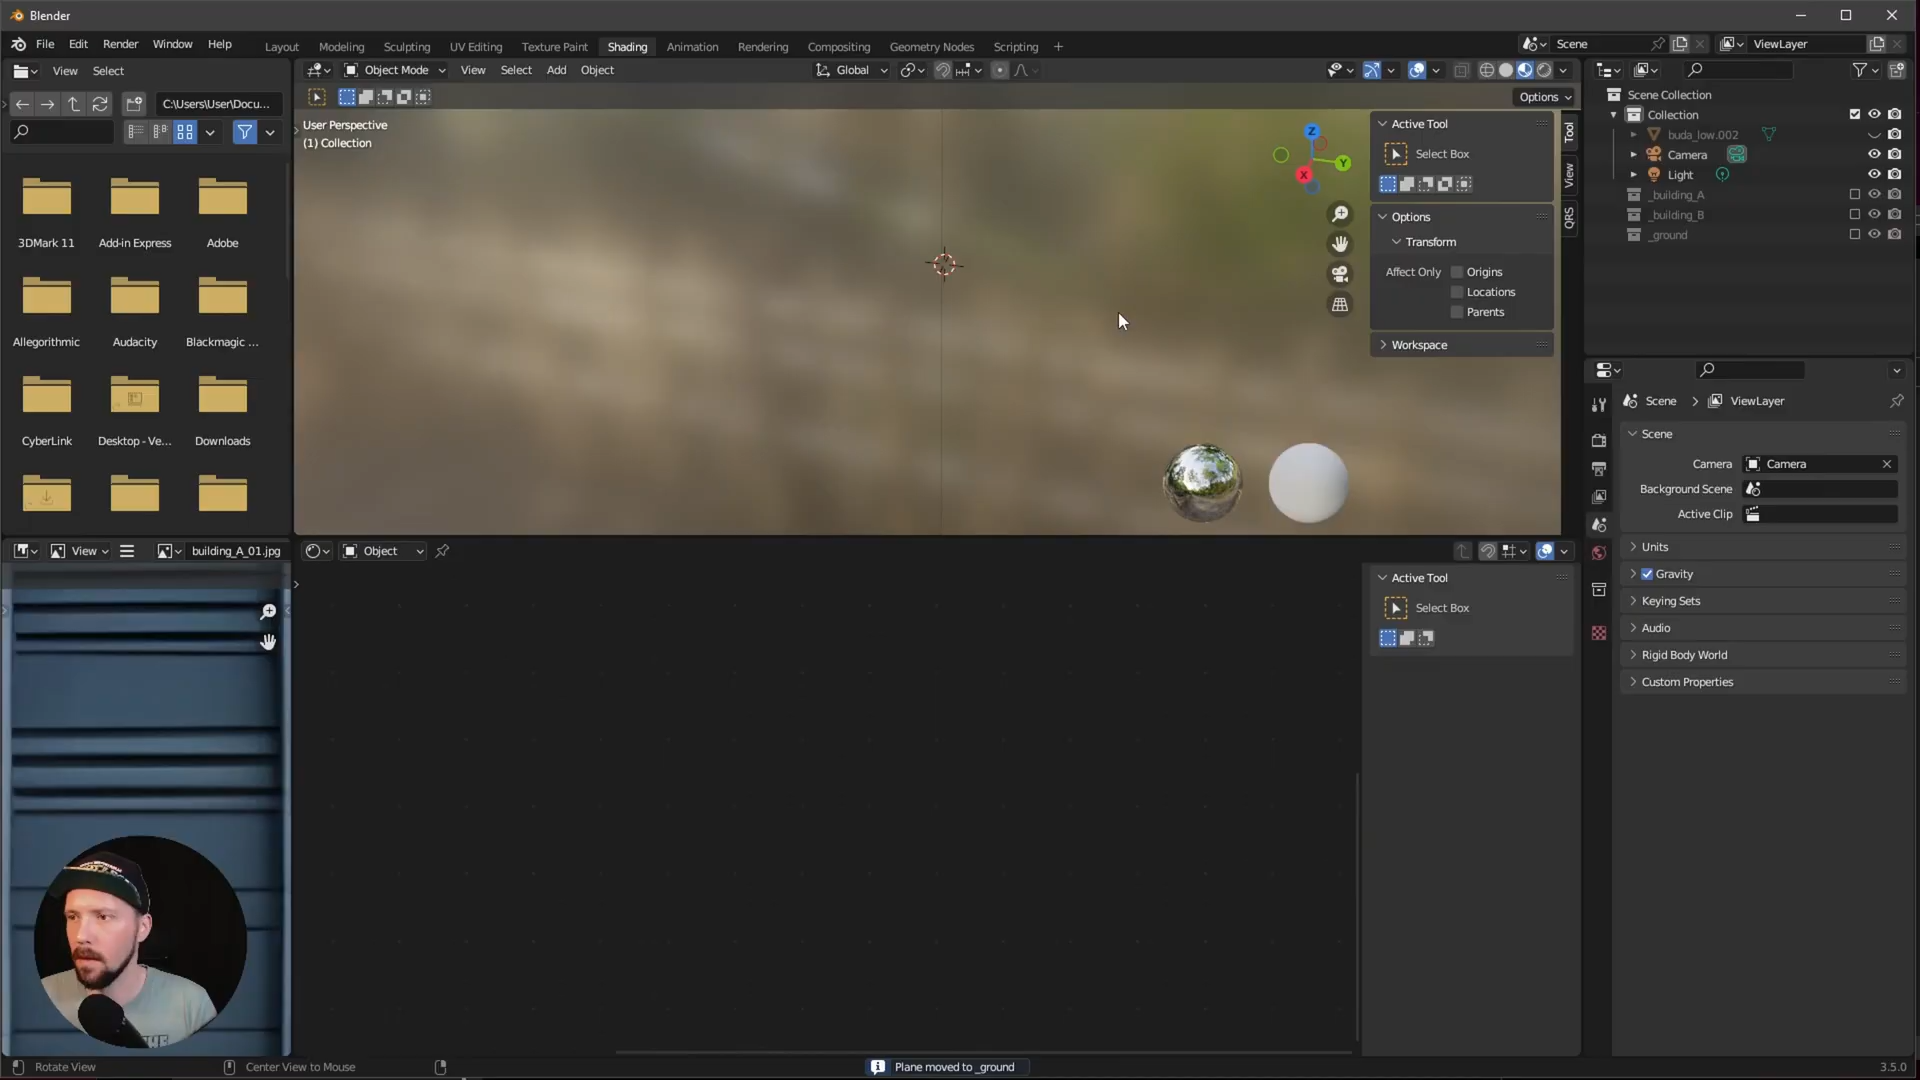 Blender
File Edit Render Window Help
Layout Modeling Sculpting UV Editing Texture Paint Shading Animation Rendering Compositing Geometry Nodes Scripting +
Scene
ViewLayer
View Select
Object Mode View Select Add Object
Global
C:\Users\User\Docu...
Options
User Perspective
(1) Collection
3DMark 11 Add-in Express Adobe
Allegorithmic Audacity Blackmagic ...
CyberLink Desktop - Ve... Downloads
Z
Y
X
Active Tool
Select Box
Options
Transform
Affect Only Origins
Locations
Parents
Workspace
Tool
View
QRS
Scene Collection
Collection
buda_low.002
Camera
Light
_building_A
_building_B
_ground
Scene > ViewLayer
Scene
Camera Camera
Background Scene
Active Clip
Units
Gravity
Keying Sets
Audio
Rigid Body World
Custom Properties
View building_A_01.jpg
Object
Active Tool
Select Box
Rotate View Center View to Mouse
Plane moved to _ground
3.5.0